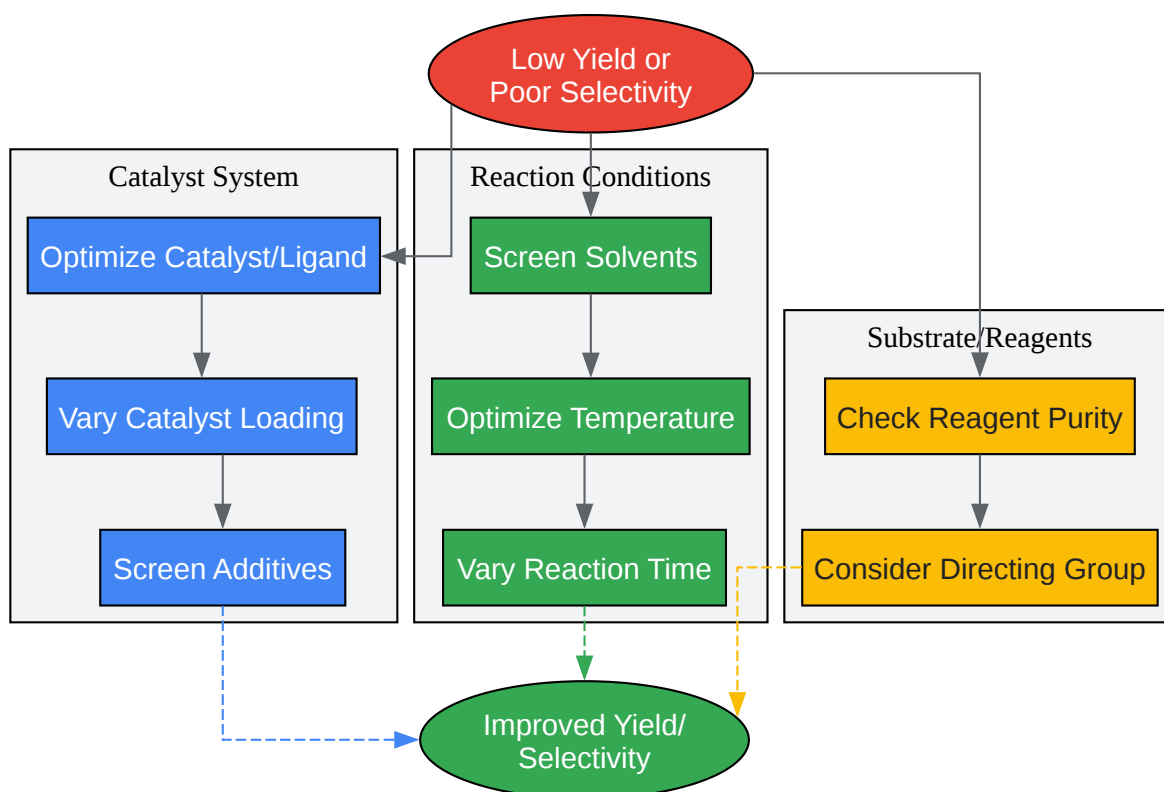 Low Yield or
Poor Selectivity
Catalyst System
Optimize Catalyst/Ligand
Vary Catalyst Loading
Screen Additives
Reaction Conditions
Screen Solvents
Optimize Temperature
Vary Reaction Time
Substrate/Reagents
Check Reagent Purity
Consider Directing Group
Improved Yield/
Selectivity